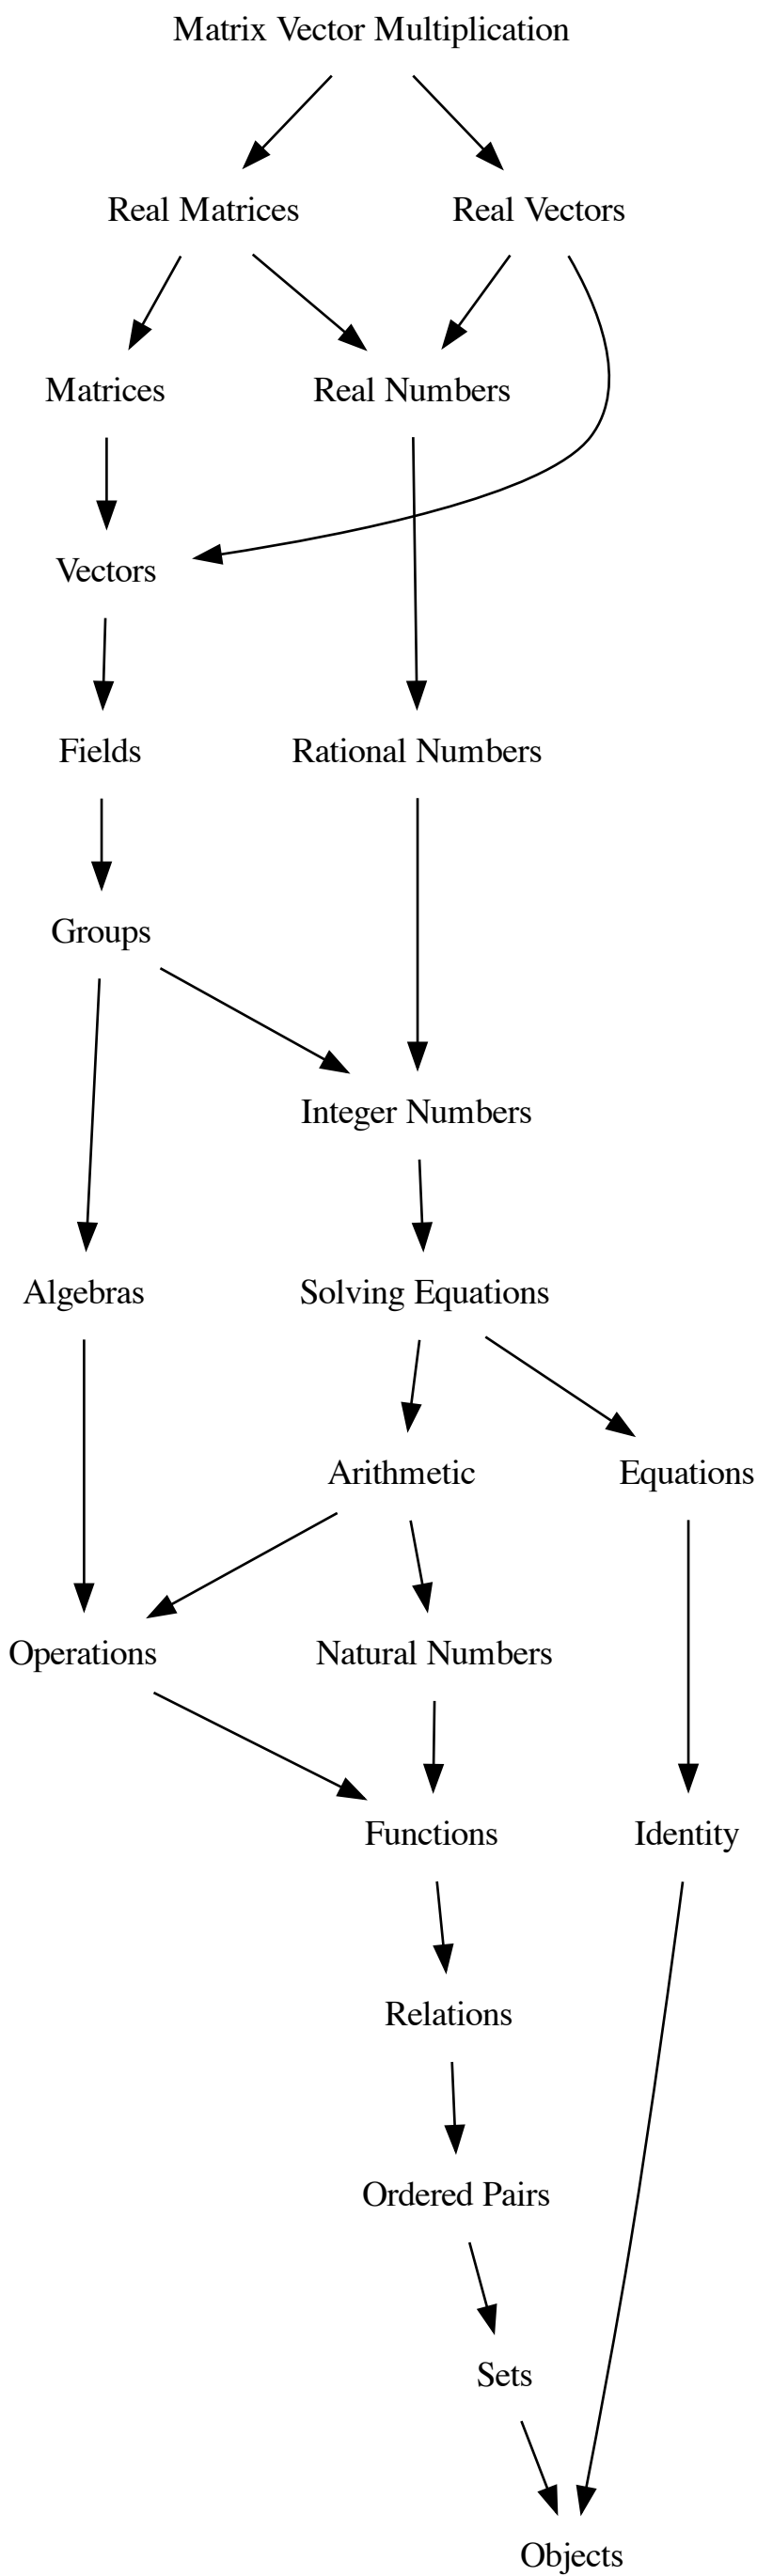 Matrix Vector Multiplication
Real Matrices
Real Vectors
Matrices
Real Numbers
Vectors
Fields
Rational Numbers
Groups
Integer Numbers
Algebras
Solving Equations
Arithmetic
Equations
Operations
Natural Numbers
Functions
Identity
Relations
Ordered Pairs
Sets
Objects